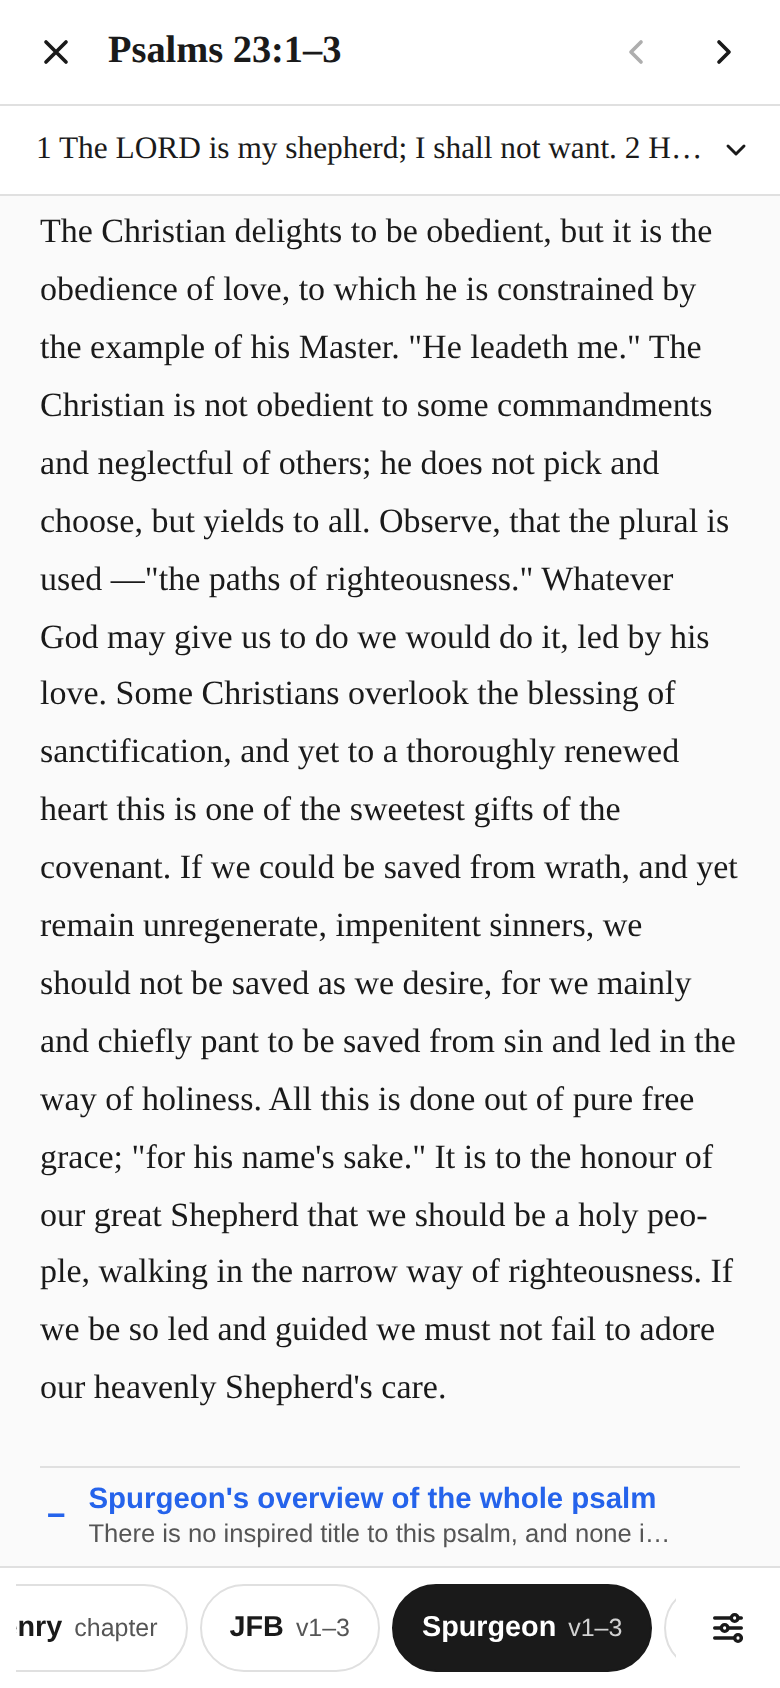 Psalms 23:1–3
1 The LORD is my shepherd; I shall not want. 2 H…
The Christian delights to be obedient, but it is the
obedience of love, to which he is constrained by
the example of his Master. "He leadeth me." The
Christian is not obedient to some commandments
and neglectful of others; he does not pick and
choose, but yields to all. Observe, that the plural is
used —"the paths of righteousness." Whatever
God may give us to do we would do it, led by his
love. Some Christians overlook the blessing of
sanctification, and yet to a thoroughly renewed
heart this is one of the sweetest gifts of the
covenant. If we could be saved from wrath, and yet
remain unregenerate, impenitent sinners, we
should not be saved as we desire, for we mainly
and chiefly pant to be saved from sin and led in the
way of holiness. All this is done out of pure free
grace; "for his name's sake." It is to the honour of
our great Shepherd that we should be a holy peo-
ple, walking in the narrow way of righteousness. If
we be so led and guided we must not fail to adore
our heavenly Shepherd's care.
– Spurgeon's overview of the whole psalm
There is no inspired title to this psalm, and none i…
nry chapter JFB v1–3 Spurgeon v1–3